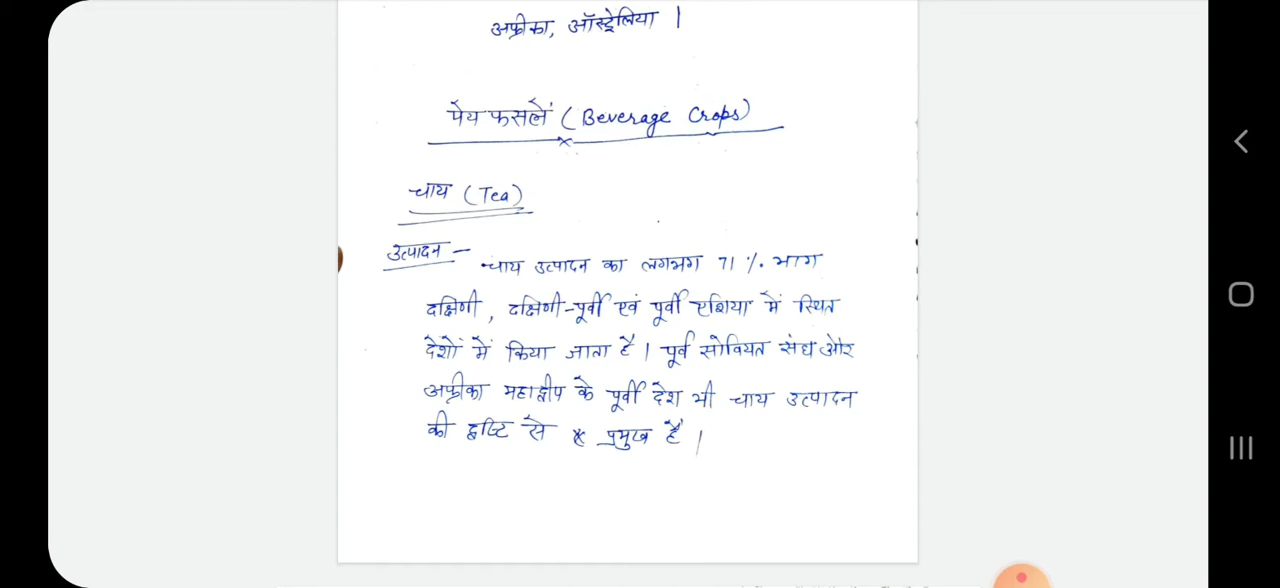 अफ्रीका, ऑस्ट्रेलिया |
पेय फसलें (Beverage Crops)
चाय (Tea)
उत्पादन -
चाय उत्पादन का लगभग 71 % भाग
दक्षिणी, दक्षिणी-पूर्वी एवं पूर्वी एशिया में स्थित
देशों में किया जाता है | पूर्व सोवियत संघ और
अफ्रीका महाद्वीप के पूर्वी देश भी चाय उत्पादन
की दृष्टि से प्रमुख हैं |